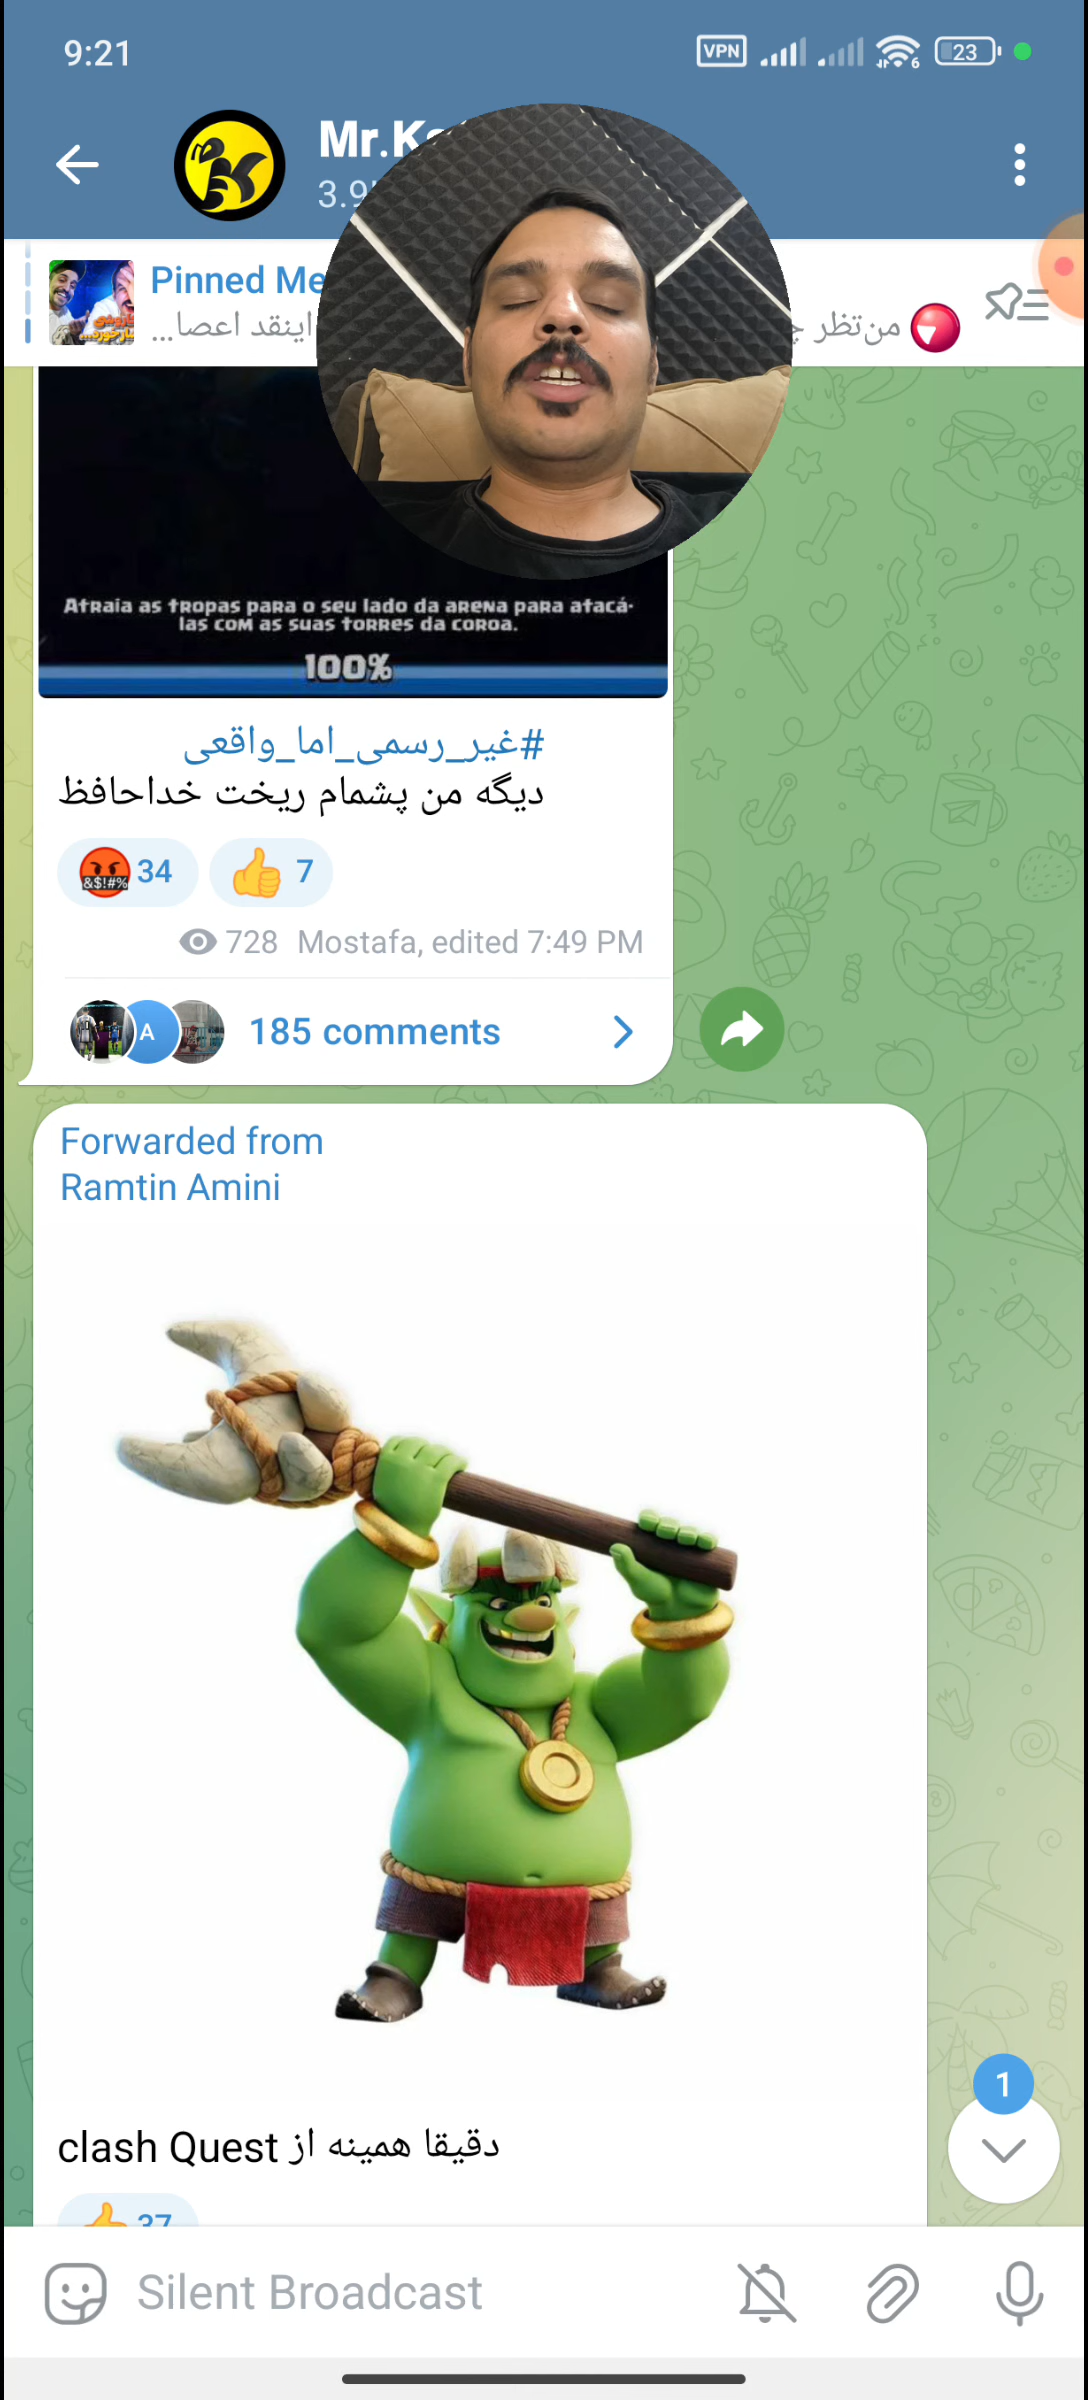 9:21
VPN
6
23
Mr.K
3.9
Pinned Me
اینقد اعصا...
من‌تظر
Atraia as tropas para o seu lado da arena para atacá-
las com as suas torres da coroa.
100%
#غیر_رسمی_اما_واقعی
دیگه من پشمام ریخت خداحافظ
&$!#%
34
7
728 Mostafa, edited 7:49 PM
A
185 comments
Forwarded from
Ramtin Amini
دقیقا همینه از clash Quest
37
1
Silent Broadcast